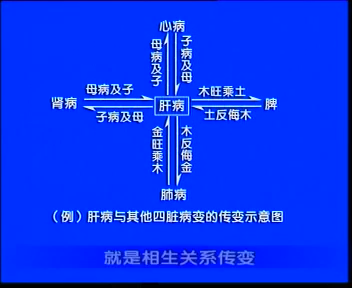 心病
母病及子
子病及母
肾病
母病及子
子病及母
肝病
木旺乘土
土反侮木
脾
金旺乘木
木反侮金
肺病
（例）肝病与其他四脏病变的传变示意图
就是相生关系传变